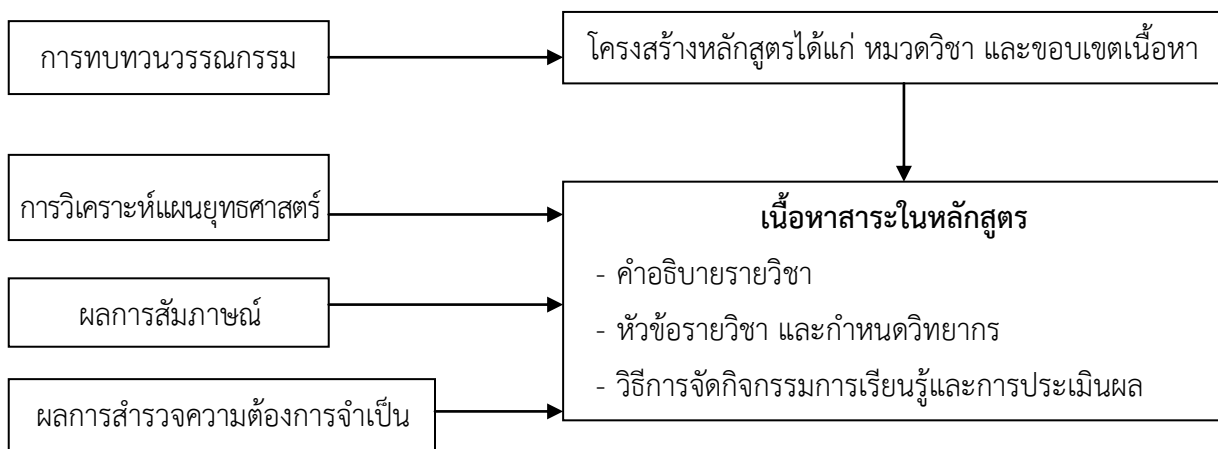 การทบทวนวรรณกรรม
โครงสร้างหลักสูตรได้แก่ หมวดวิชา และขอบเขตเนื้อหา
การวิเคราะห์แผนยุทธศาสตร์
ผลการสัมภาษณ์
ผลการสำรวจความต้องการจำเป็น
เนื้อหาสาระในหลักสูตร
- คำอธิบายรายวิชา
- หัวข้อรายวิชา และกำหนดวิทยากร
- วิธีการจัดกิจกรรมการเรียนรู้และการประเมินผล